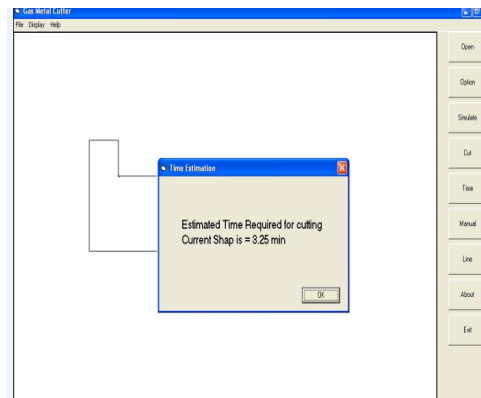 Gas Metal Cutter
File Display Help
Open
Option
Simulate
Cut
Time
Manual
Line
About
Exit
Time Estimation
Estimated Time Required for cutting
Current Shap is = 3.25 min
OK